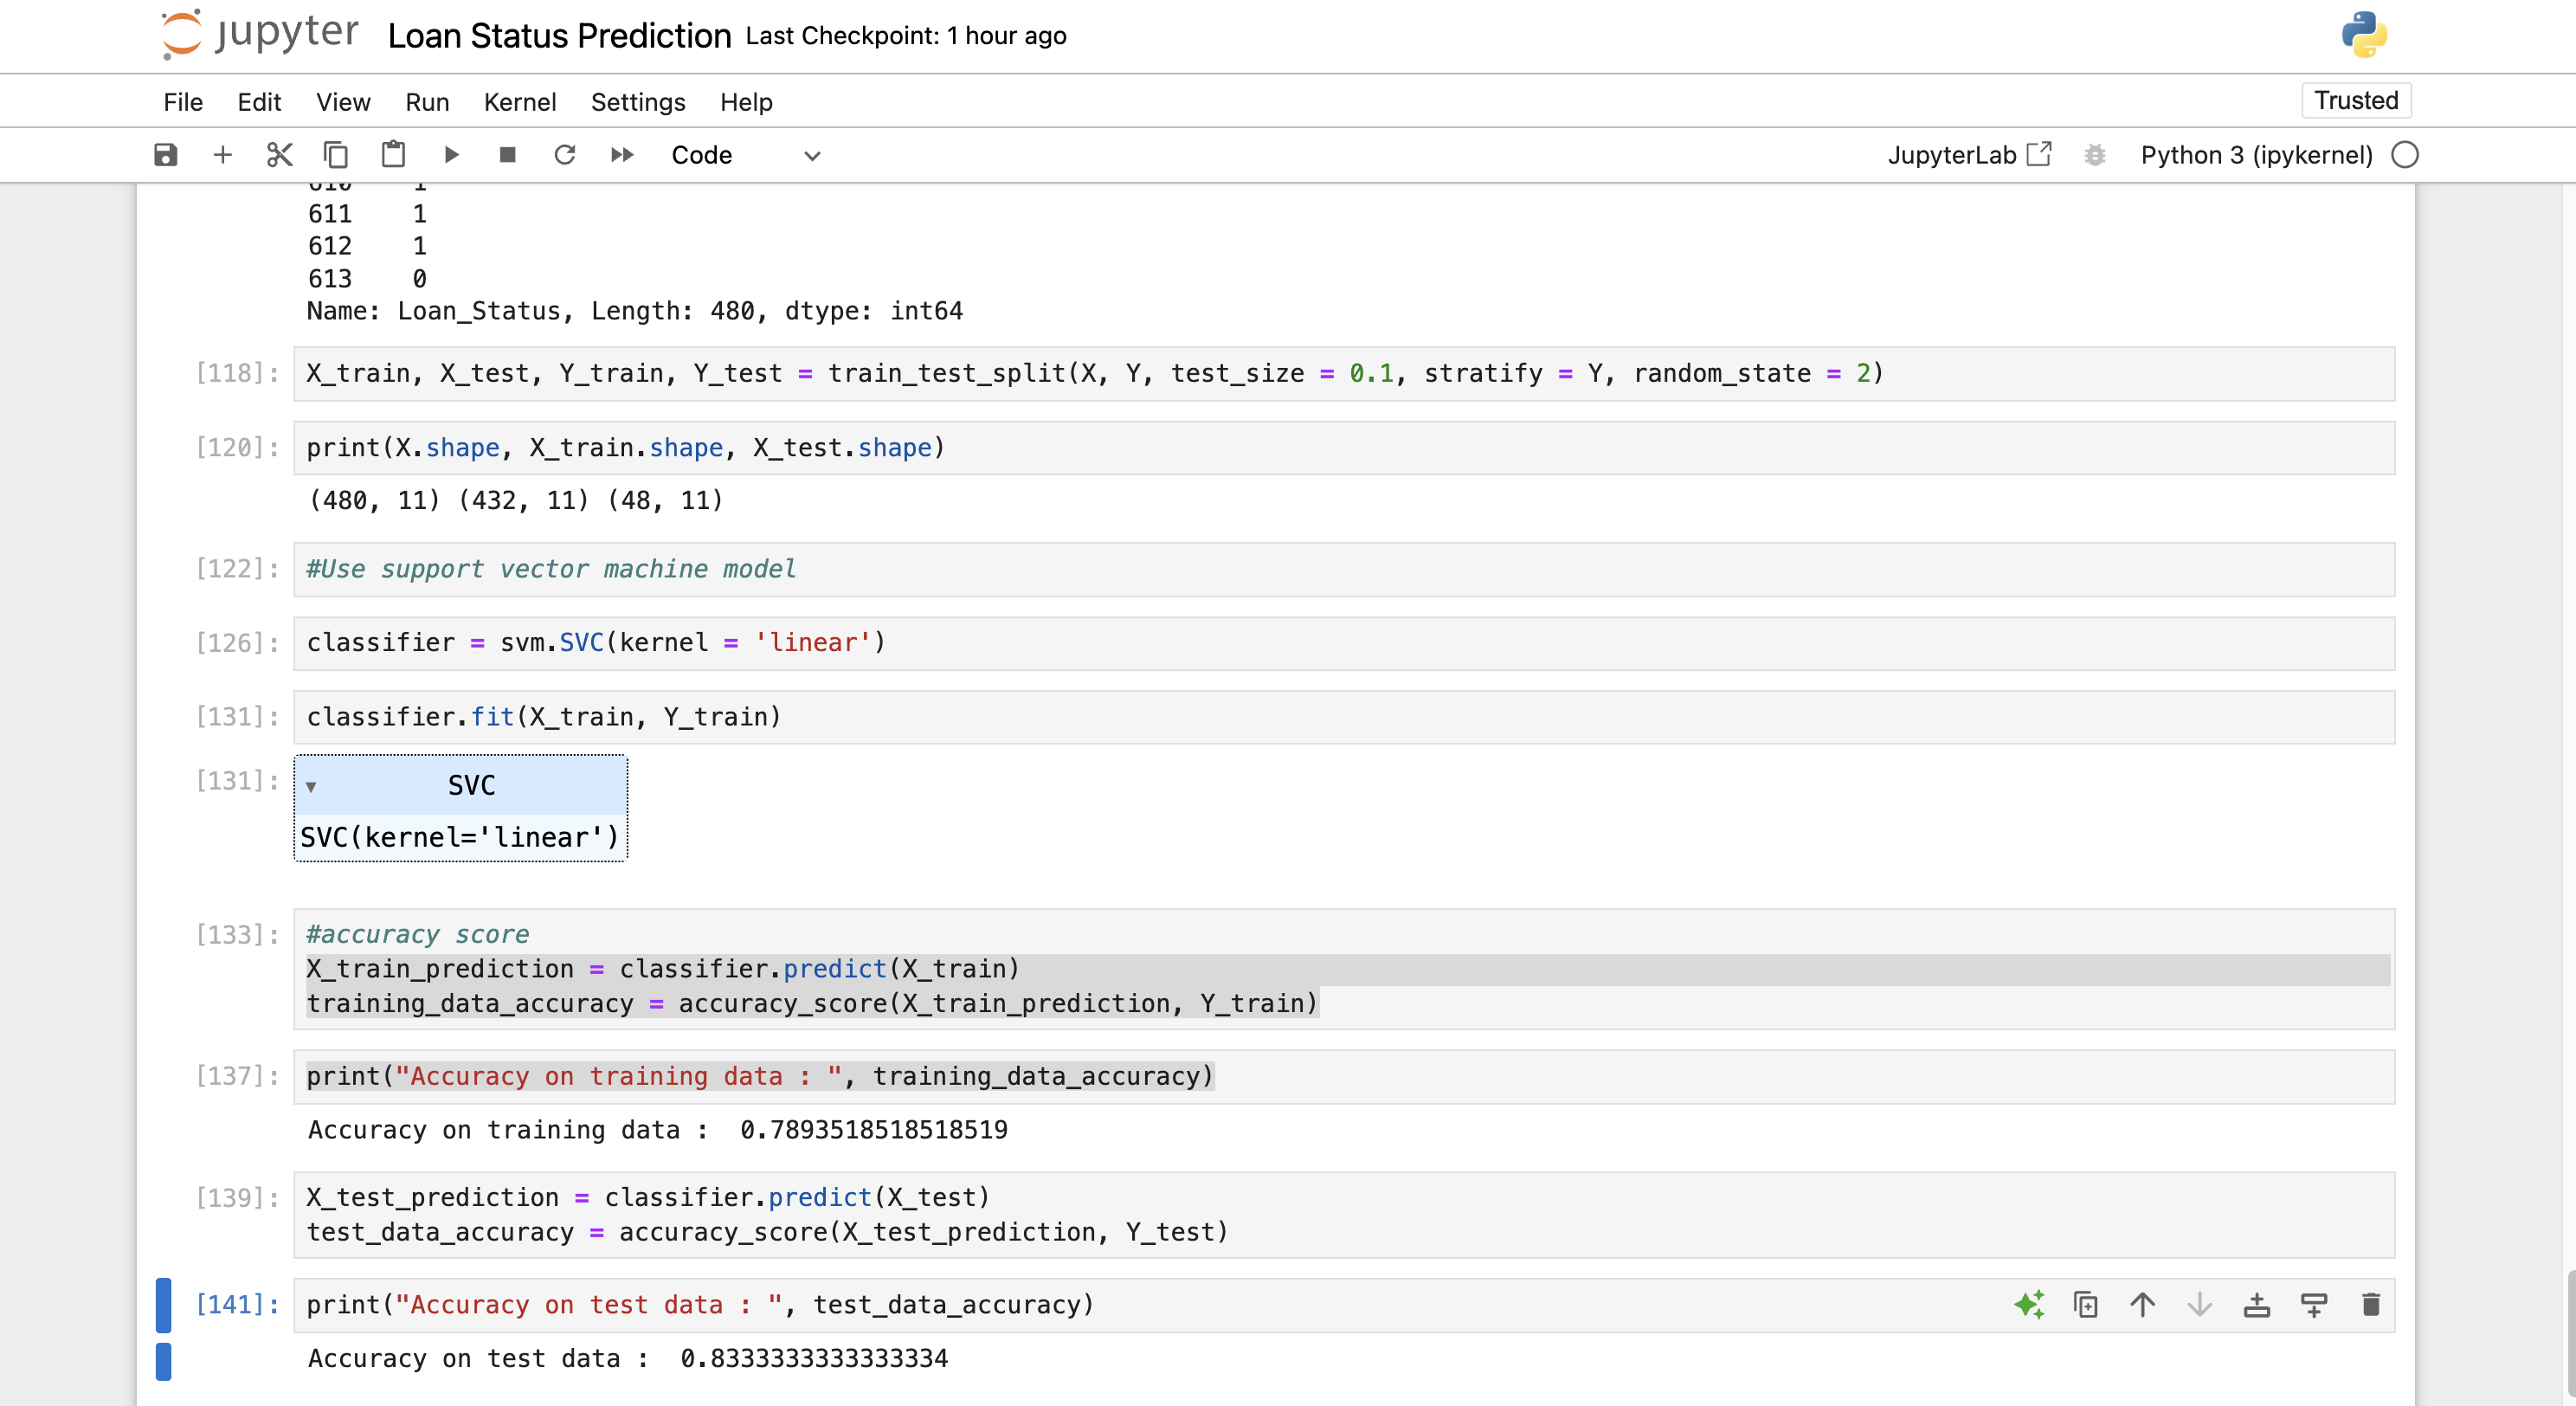 jupyter Loan Status Prediction Last Checkpoint: 1 hour ago
File Edit View Run Kernel Settings Help Trusted
Code JupyterLab Python 3 (ipykernel)
610 1
611 1
612 1
613 0
Name: Loan_Status, Length: 480, dtype: int64
[118]: X_train, X_test, Y_train, Y_test = train_test_split(X, Y, test_size = 0.1, stratify = Y, random_state = 2)
[120]: print(X.shape, X_train.shape, X_test.shape)
(480, 11) (432, 11) (48, 11)
[122]: #Use support vector machine model
[126]: classifier = svm.SVC(kernel = 'linear')
[131]: classifier.fit(X_train, Y_train)
[131]: ▾ SVC
SVC(kernel='linear')
[133]: #accuracy score
X_train_prediction = classifier.predict(X_train)
training_data_accuracy = accuracy_score(X_train_prediction, Y_train)
[137]: print("Accuracy on training data : ", training_data_accuracy)
Accuracy on training data :  0.7893518518518519
[139]: X_test_prediction = classifier.predict(X_test)
test_data_accuracy = accuracy_score(X_test_prediction, Y_test)
[141]: print("Accuracy on test data : ", test_data_accuracy)
Accuracy on test data :  0.8333333333333334